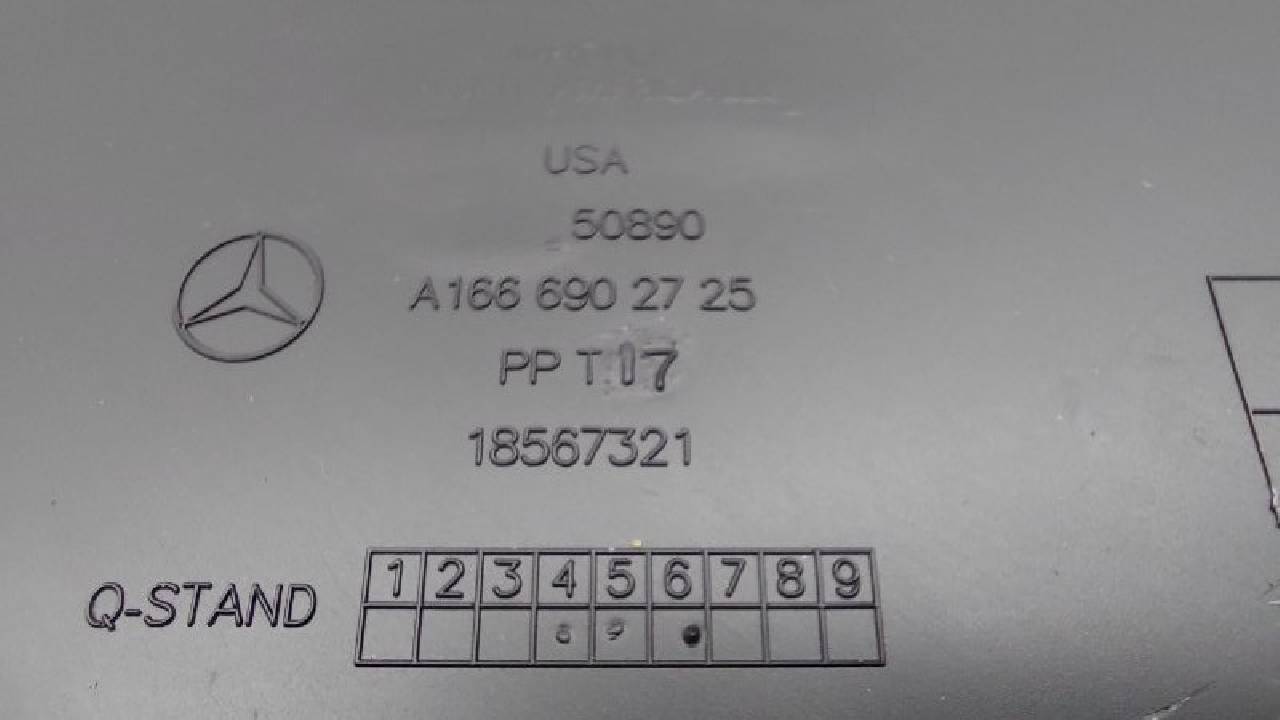 USA
50890
A166 690 27 25
PP T17
18567321
Q-STAND 1 2 3 4 5 6 7 8 9